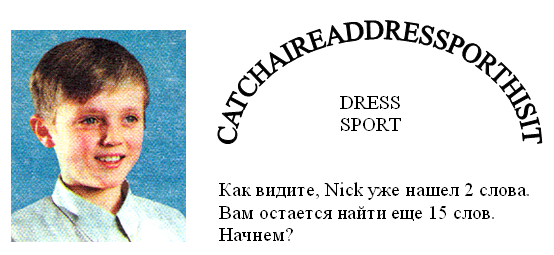 CATCHAIREADDRESSPORTHISIT
DRESS
SPORT
Как видите, Nick уже нашел 2 слова.
Вам остается найти еще 15 слов.
Начнем?